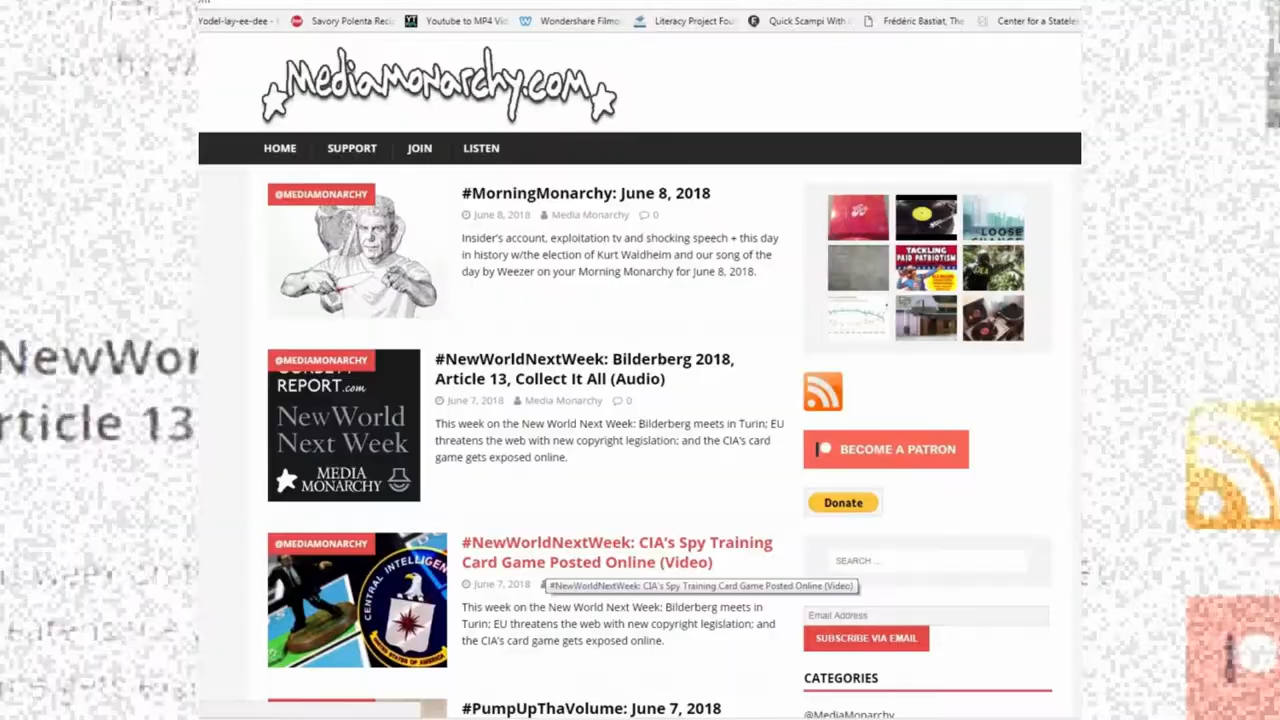 Yodel-lay-ee-dee -
Savory Polenta Reci
Youtube to MP4 Vid
Wondershare Filmo
Literacy Project Fou
Quick Scampi With
Frédéric Bastiat, The
Center for a Stateles
Mediamonarchy.com
HOME
SUPPORT
JOIN
LISTEN
@MEDIAMONARCHY
#MorningMonarchy: June 8, 2018
June 8, 2018 Media Monarchy 0
Insider's account, exploitation tv and shocking speech + this day
in history w/the election of Kurt Waldheim and our song of the
day by Weezer on your Morning Monarchy for June 8, 2018.
LOOSE
CHANGE
TACKLING
PAID PATRIOTISM
@MEDIAMONARCHY
REPORT.com
New World
Next Week
MEDIA
MONARCHY
#NewWorldNextWeek: Bilderberg 2018,
Article 13, Collect It All (Audio)
June 7, 2018 Media Monarchy 0
This week on the New World Next Week: Bilderberg meets in Turin; EU
threatens the web with new copyright legislation; and the CIA's card
game gets exposed online.
BECOME A PATRON
Donate
@MEDIAMONARCHY
CENTRAL INTELLIGEN
UNITED STATES OF AMERICA
#NewWorldNextWeek: CIA's Spy Training
Card Game Posted Online (Video)
June 7, 2018
#NewWorldNextWeek: CIA's Spy Training Card Game Posted Online (Video)
This week on the New World Next Week: Bilderberg meets in
Turin; EU threatens the web with new copyright legislation; and
the CIA's card game gets exposed online.
SEARCH ...
Email Address
SUBSCRIBE VIA EMAIL
CATEGORIES
@MediaMonarchy
#PumpUpThaVolume: June 7, 2018
NewWor
rticle 13